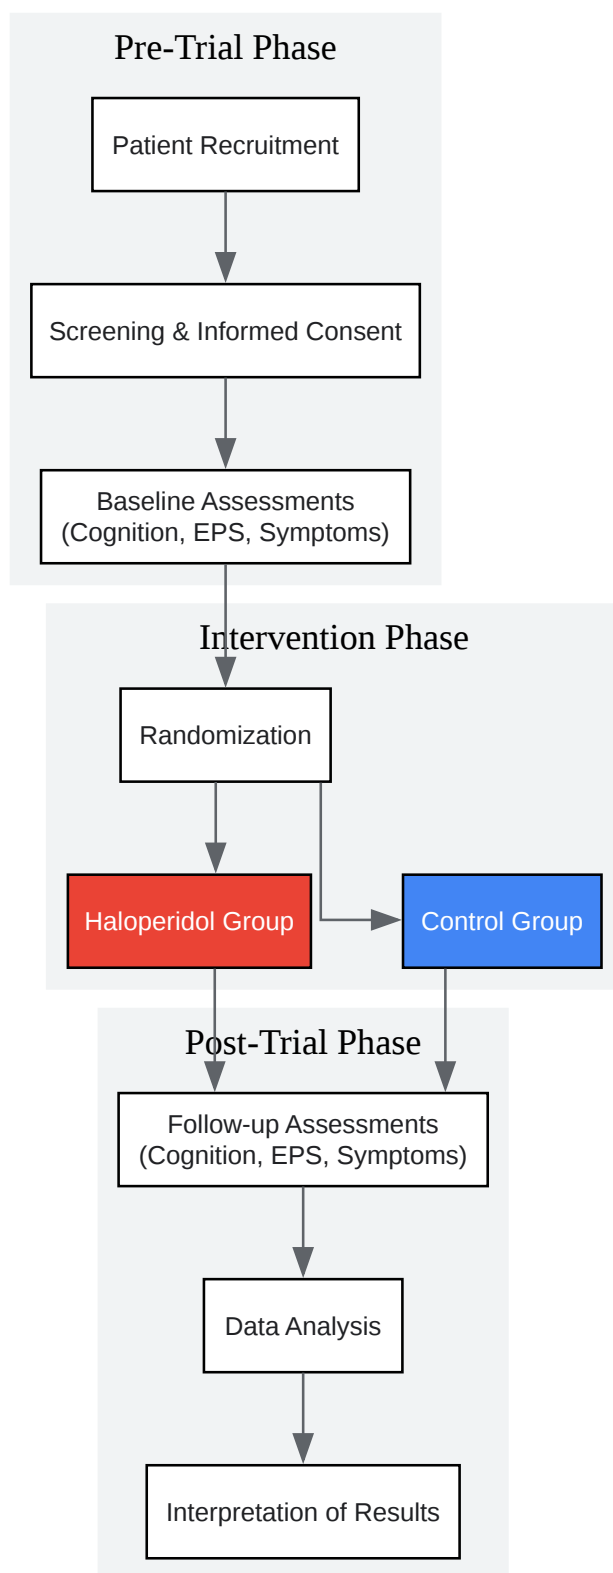 Pre-Trial Phase
Patient Recruitment
Screening & Informed Consent
Baseline Assessments
(Cognition, EPS, Symptoms)
Intervention Phase
Randomization
Haloperidol Group
Control Group
Post-Trial Phase
Follow-up Assessments
(Cognition, EPS, Symptoms)
Data Analysis
Interpretation of Results